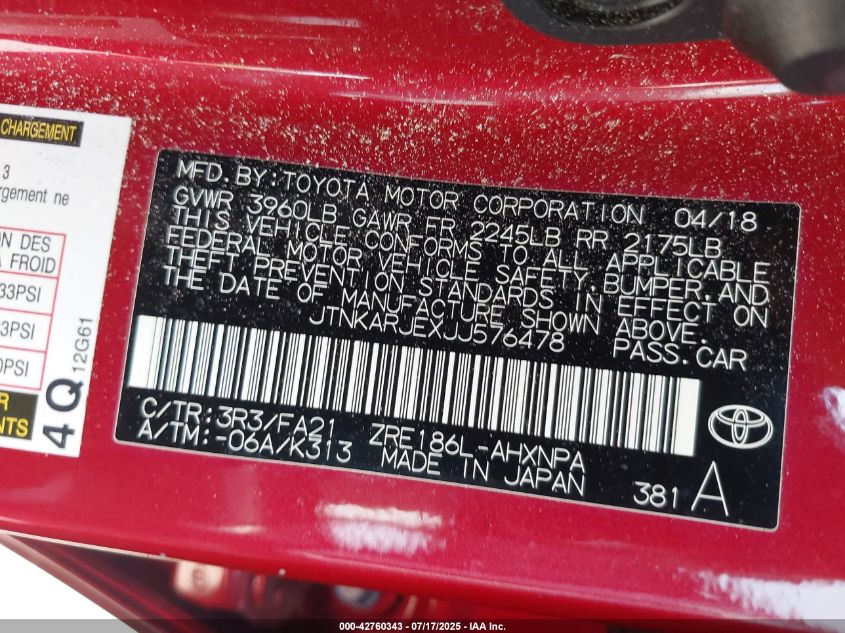 CHARGEMENT
3
rgement ne
ON DES
A FROID
33PSI
3PSI
0PSI
R
NTS
4Q 12G61
MFD.BY:TOYOTA MOTOR CORPORATION 04/18
GVWR 3960LB GAWR FR 2245LB RR 2175LB
THIS VEHICLE CONFORMS TO ALL APPLICABLE
FEDERAL MOTOR VEHICLE SAFETY,BUMPER,AND
THEFT PREVENTION STANDARDS IN EFFECT ON
THE DATE OF MANUFACTURE SHOWN ABOVE.
JTNKARJEXJJ576478 PASS.CAR
C/TR:3R3/FA21 ZRE186L-AHXNPA
A/TM:-06A/K313 MADE IN JAPAN
381 A
000-42760343 - 07/17/2025 - IAA Inc.